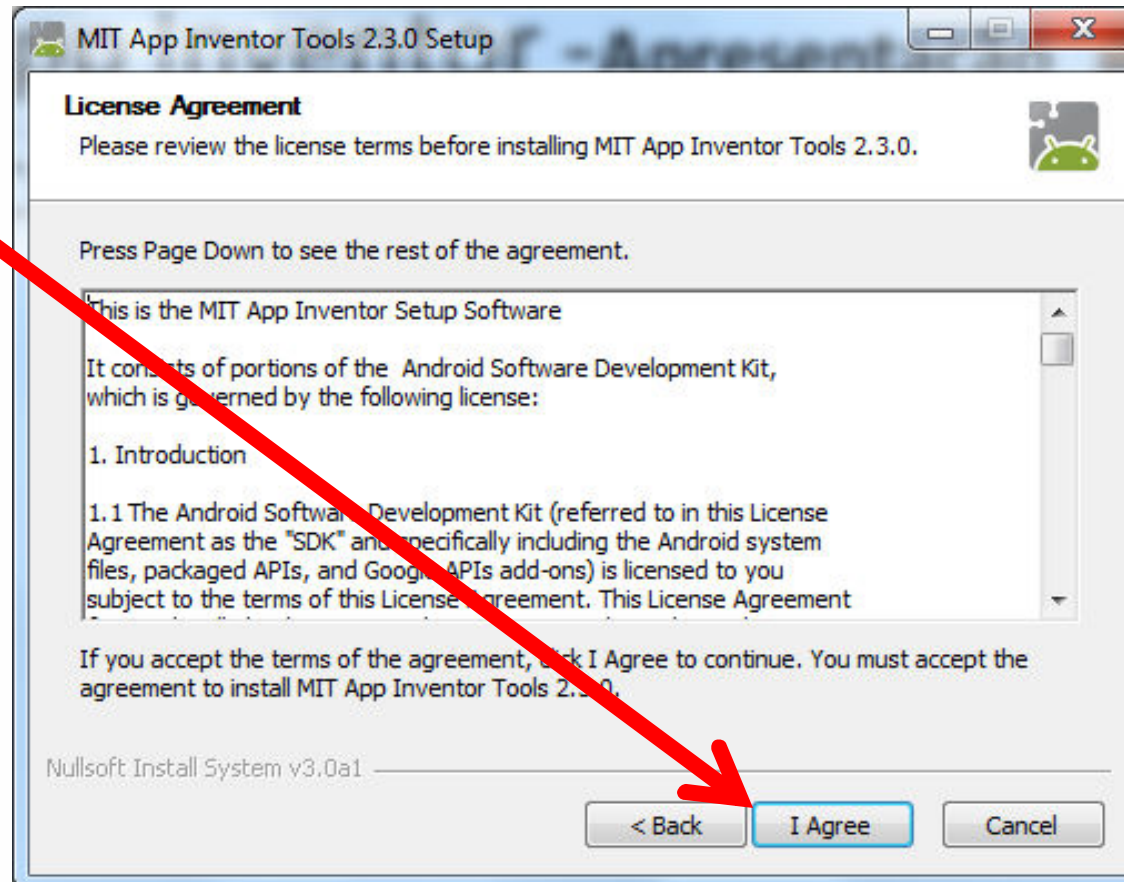 MIT App Inventor Tools 2.3.0 Setup
License Agreement
Please review the license terms before installing MIT App Inventor Tools 2.3.0.
Press Page Down to see the rest of the agreement.
This is the MIT App Inventor Setup Software
It consists of portions of the Android Software Development Kit,
which is governed by the following license:
1. Introduction
1.1 The Android Software Development Kit (referred to in this License
Agreement as the "SDK" and specifically including the Android system
files, packaged APIs, and Google APIs add-ons) is licensed to you
subject to the terms of this License Agreement. This License Agreement
If you accept the terms of the agreement, click I Agree to continue. You must accept the
agreement to install MIT App Inventor Tools 2.3.0.
Nullsoft Install System v3.0a1
< Back
I Agree
Cancel